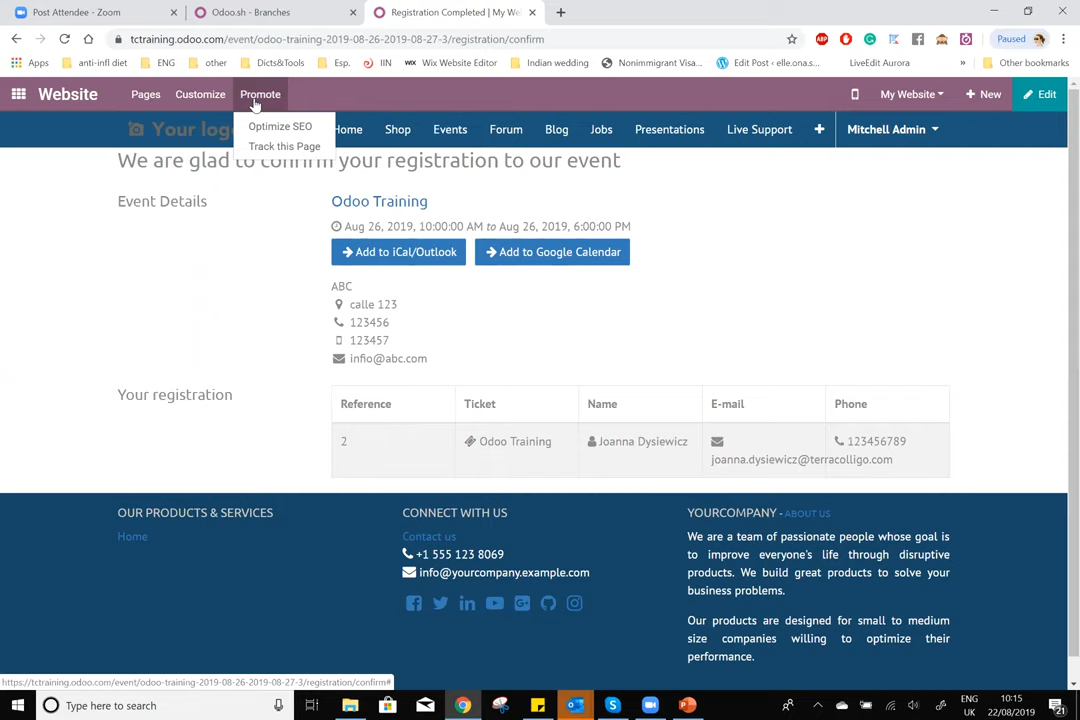 Post Attendee - Zoom
Odoo.sh - Branches
Registration Completed | My We
tctraining.odoo.com/event/odoo-training-2019-08-26-2019-08-27-3/registration/confirm
ABP
Paused
Apps
anti-infl diet
ENG
other
Dicts&Tools
Esp.
IIN
WiX Wix Website Editor
Indian wedding
Nonimmigrant Visa...
Edit Post ‹ elle.ona.s...
LiveEdit Aurora
»
Other bookmarks
Website
Pages
Customize
Promote
My Website
New
Edit
Optimize SEO
Track this Page
Your log
Home
Shop
Events
Forum
Blog
Jobs
Presentations
Live Support
Mitchell Admin
We are glad to confirm your registration to our event
Event Details
Odoo Training
Aug 26, 2019, 10:00:00 AM to Aug 26, 2019, 6:00:00 PM
Add to iCal/Outlook
Add to Google Calendar
ABC
calle 123
123456
123457
infio@abc.com
Your registration
Reference Ticket Name E-mail Phone
2 Odoo Training Joanna Dysiewicz joanna.dysiewicz@terracolligo.com 123456789
OUR PRODUCTS & SERVICES
Home
CONNECT WITH US
Contact us
+1 555 123 8069
info@yourcompany.example.com
YOURCOMPANY - ABOUT US
We are a team of passionate people whose goal is
to improve everyone's life through disruptive
products. We build great products to solve your
business problems.
Our products are designed for small to medium
size companies willing to optimize their
performance.
https://tctraining.odoo.com/event/odoo-training-2019-08-26-2019-08-27-3/registration/confirm#
Type here to search
ENG
UK
10:15
22/08/2019
21